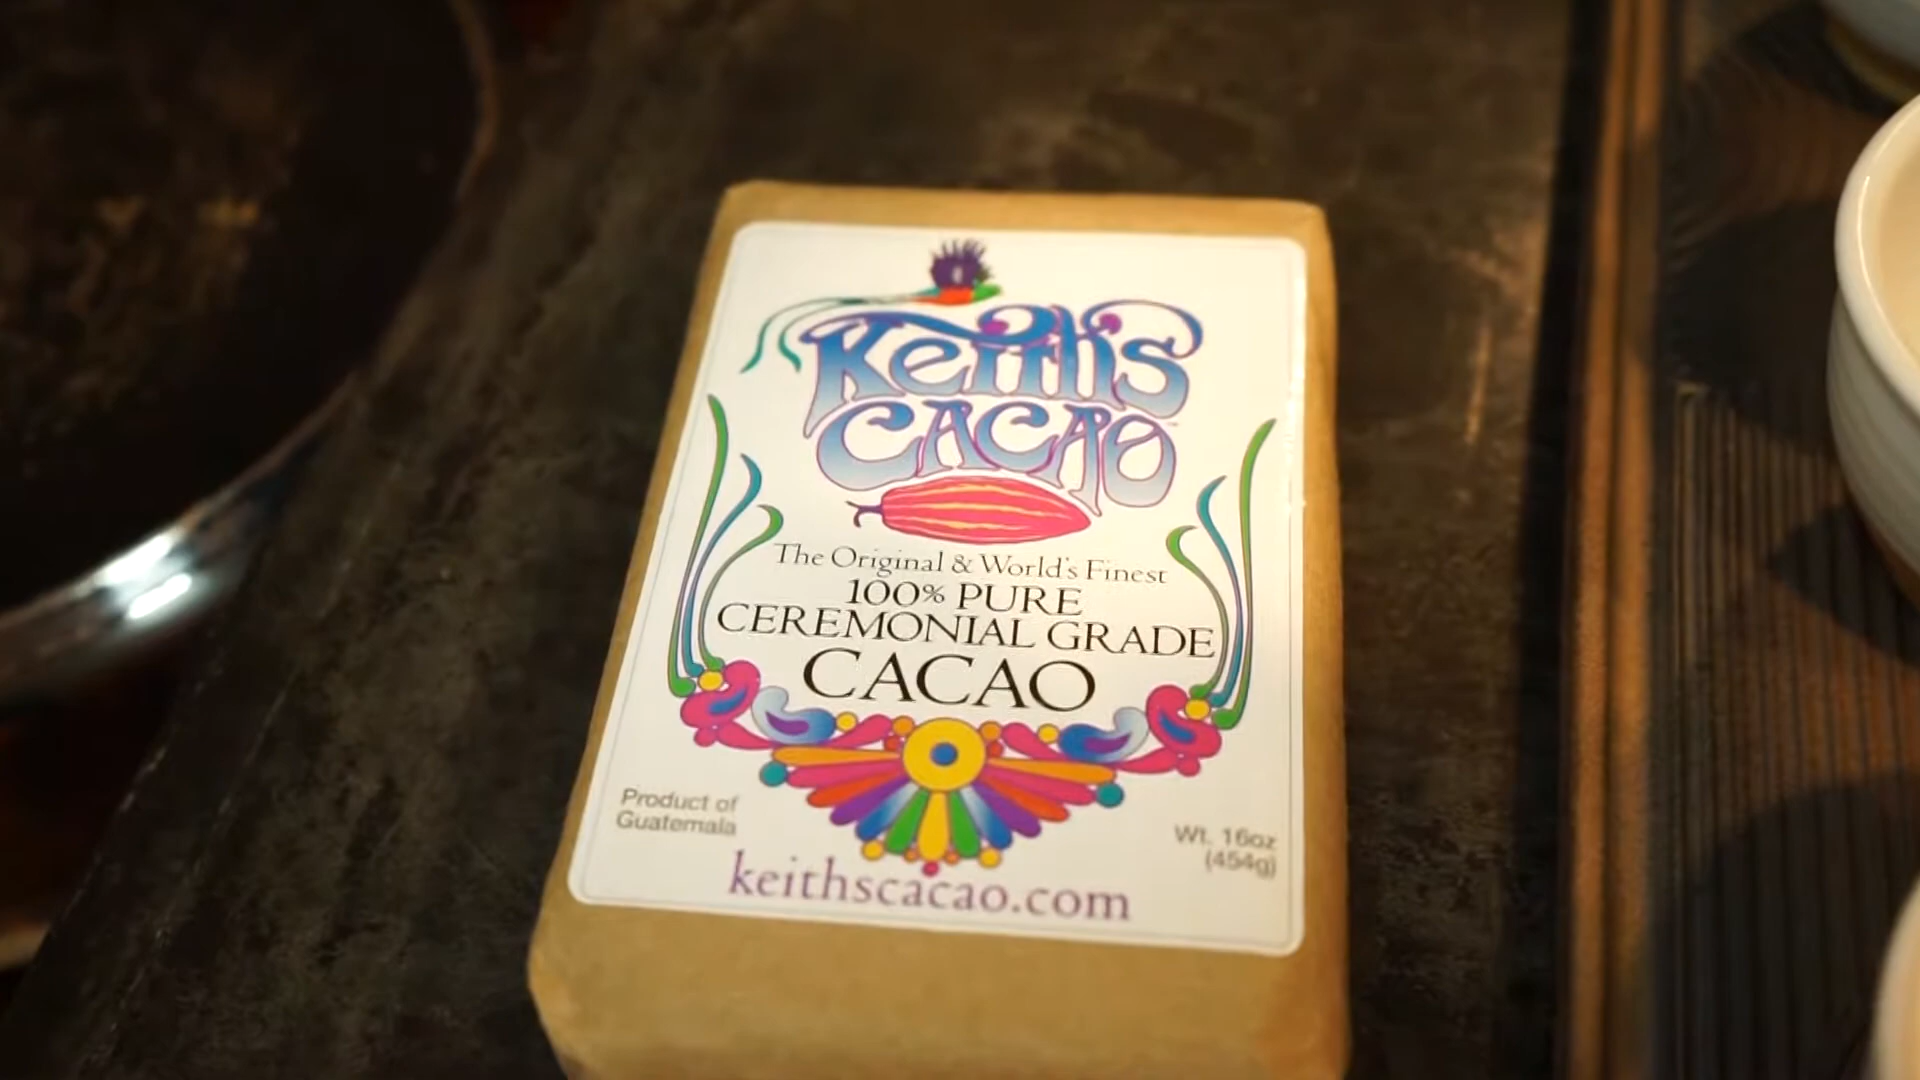 Keith's
CACAO
The Original & World's Finest
100% PURE
CEREMONIAL GRADE
CACAO
Product of
Guatemala
Wt. 16oz
(454g)
keithscacao.com